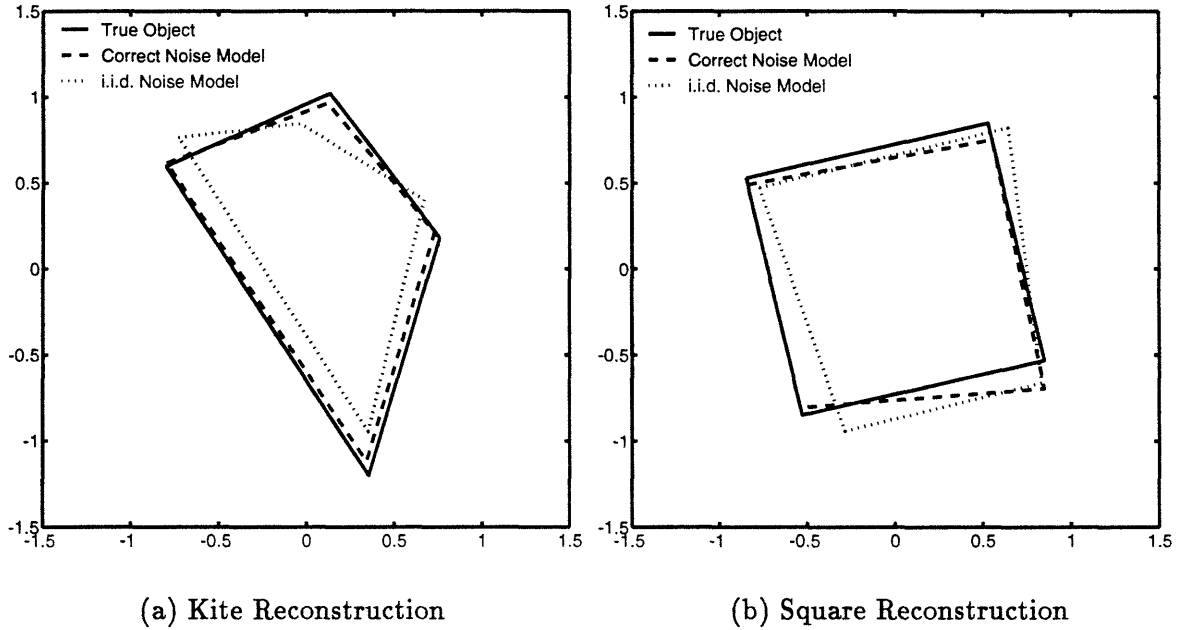 True Object
Correct Noise Model
i.i.d. Noise Model
1
0.5
0
-0.5
-1
-1.5
-1.5 -1 -0.5 0 0.5 1 1.5
(a) Kite Reconstruction
1.5
True Object
Correct Noise Model
i.i.d. Noise Model
1
0.5
0
-0.5
-1
-1.5
-1.5 -1 -0.5 0 0.5 1 1.5
(b) Square Reconstruction